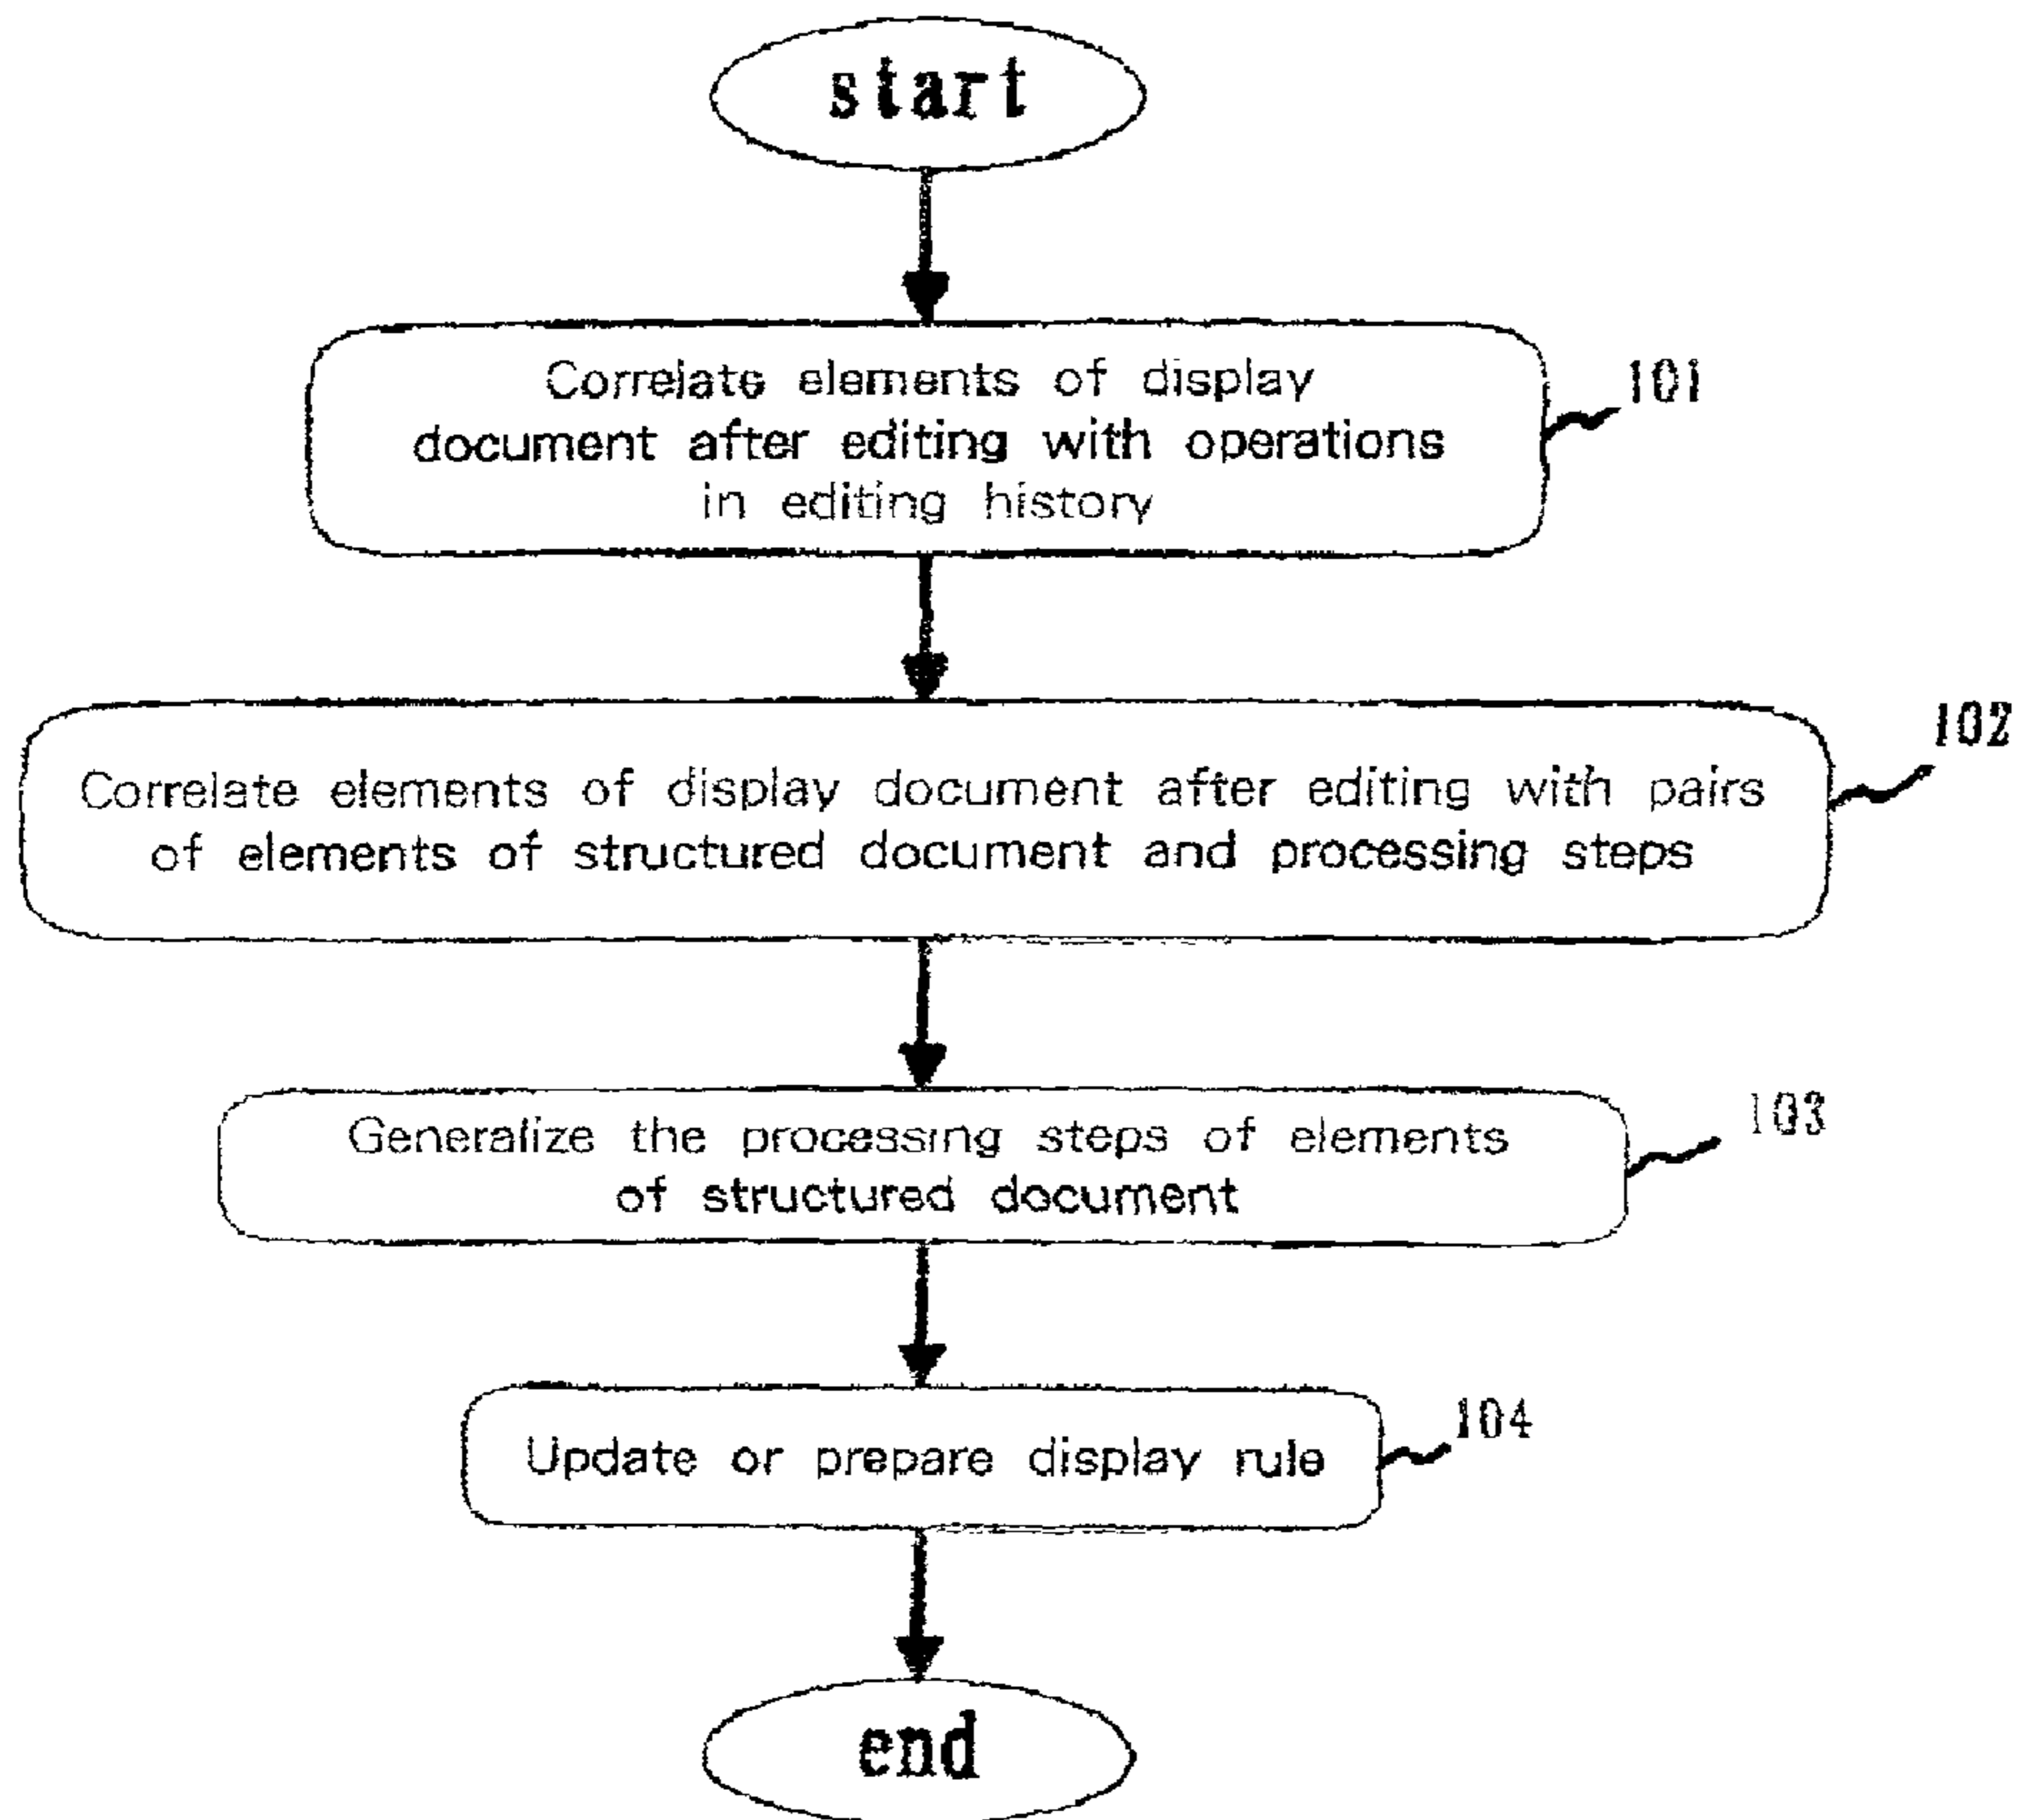 start
Correlate elements of display
document after editing with operations
in editing history
101
102
Correlate elements of display document after editing with pairs
of elements of structured document and processing steps
103
Generalize the processing steps of elements
of structured document
104
Update or prepare display rule
end